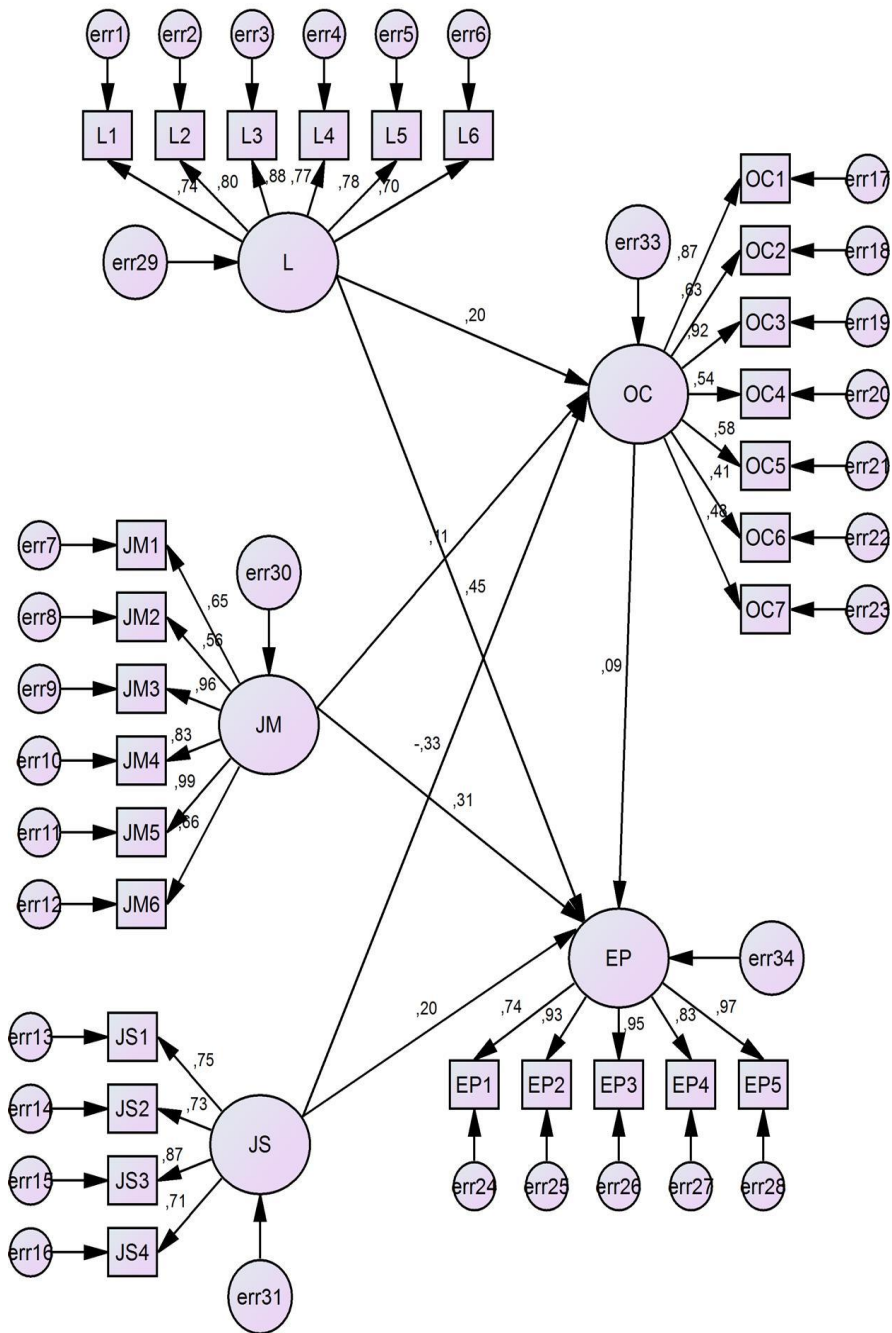 err1 err2 err3 err4 err5 err6
L1 L2 L3 L4 L5 L6
,74 ,80 ,88 ,77 ,78 ,70
err29 L
OC1 err17
err33 ,87 OC2 err18
,63
,92 OC3 err19
,20
OC ,54 OC4 err20
,58 OC5 err21
,41
,48 OC6 err22
OC7 err23
,11
,45
err7 JM1
err30
,65
err8 JM2
,56
err9 JM3 ,96
JM
,83
err10 JM4
,99
err11 JM5 ,66
err12 JM6
,09
-,33
,31
EP err34
,20
,74 ,93 ,95 ,83 ,97
EP1 EP2 EP3 EP4 EP5
err24 err25 err26 err27 err28
err13 JS1
,75
err14 JS2 ,73
JS
,87
err15 JS3
,71
err16 JS4
err31